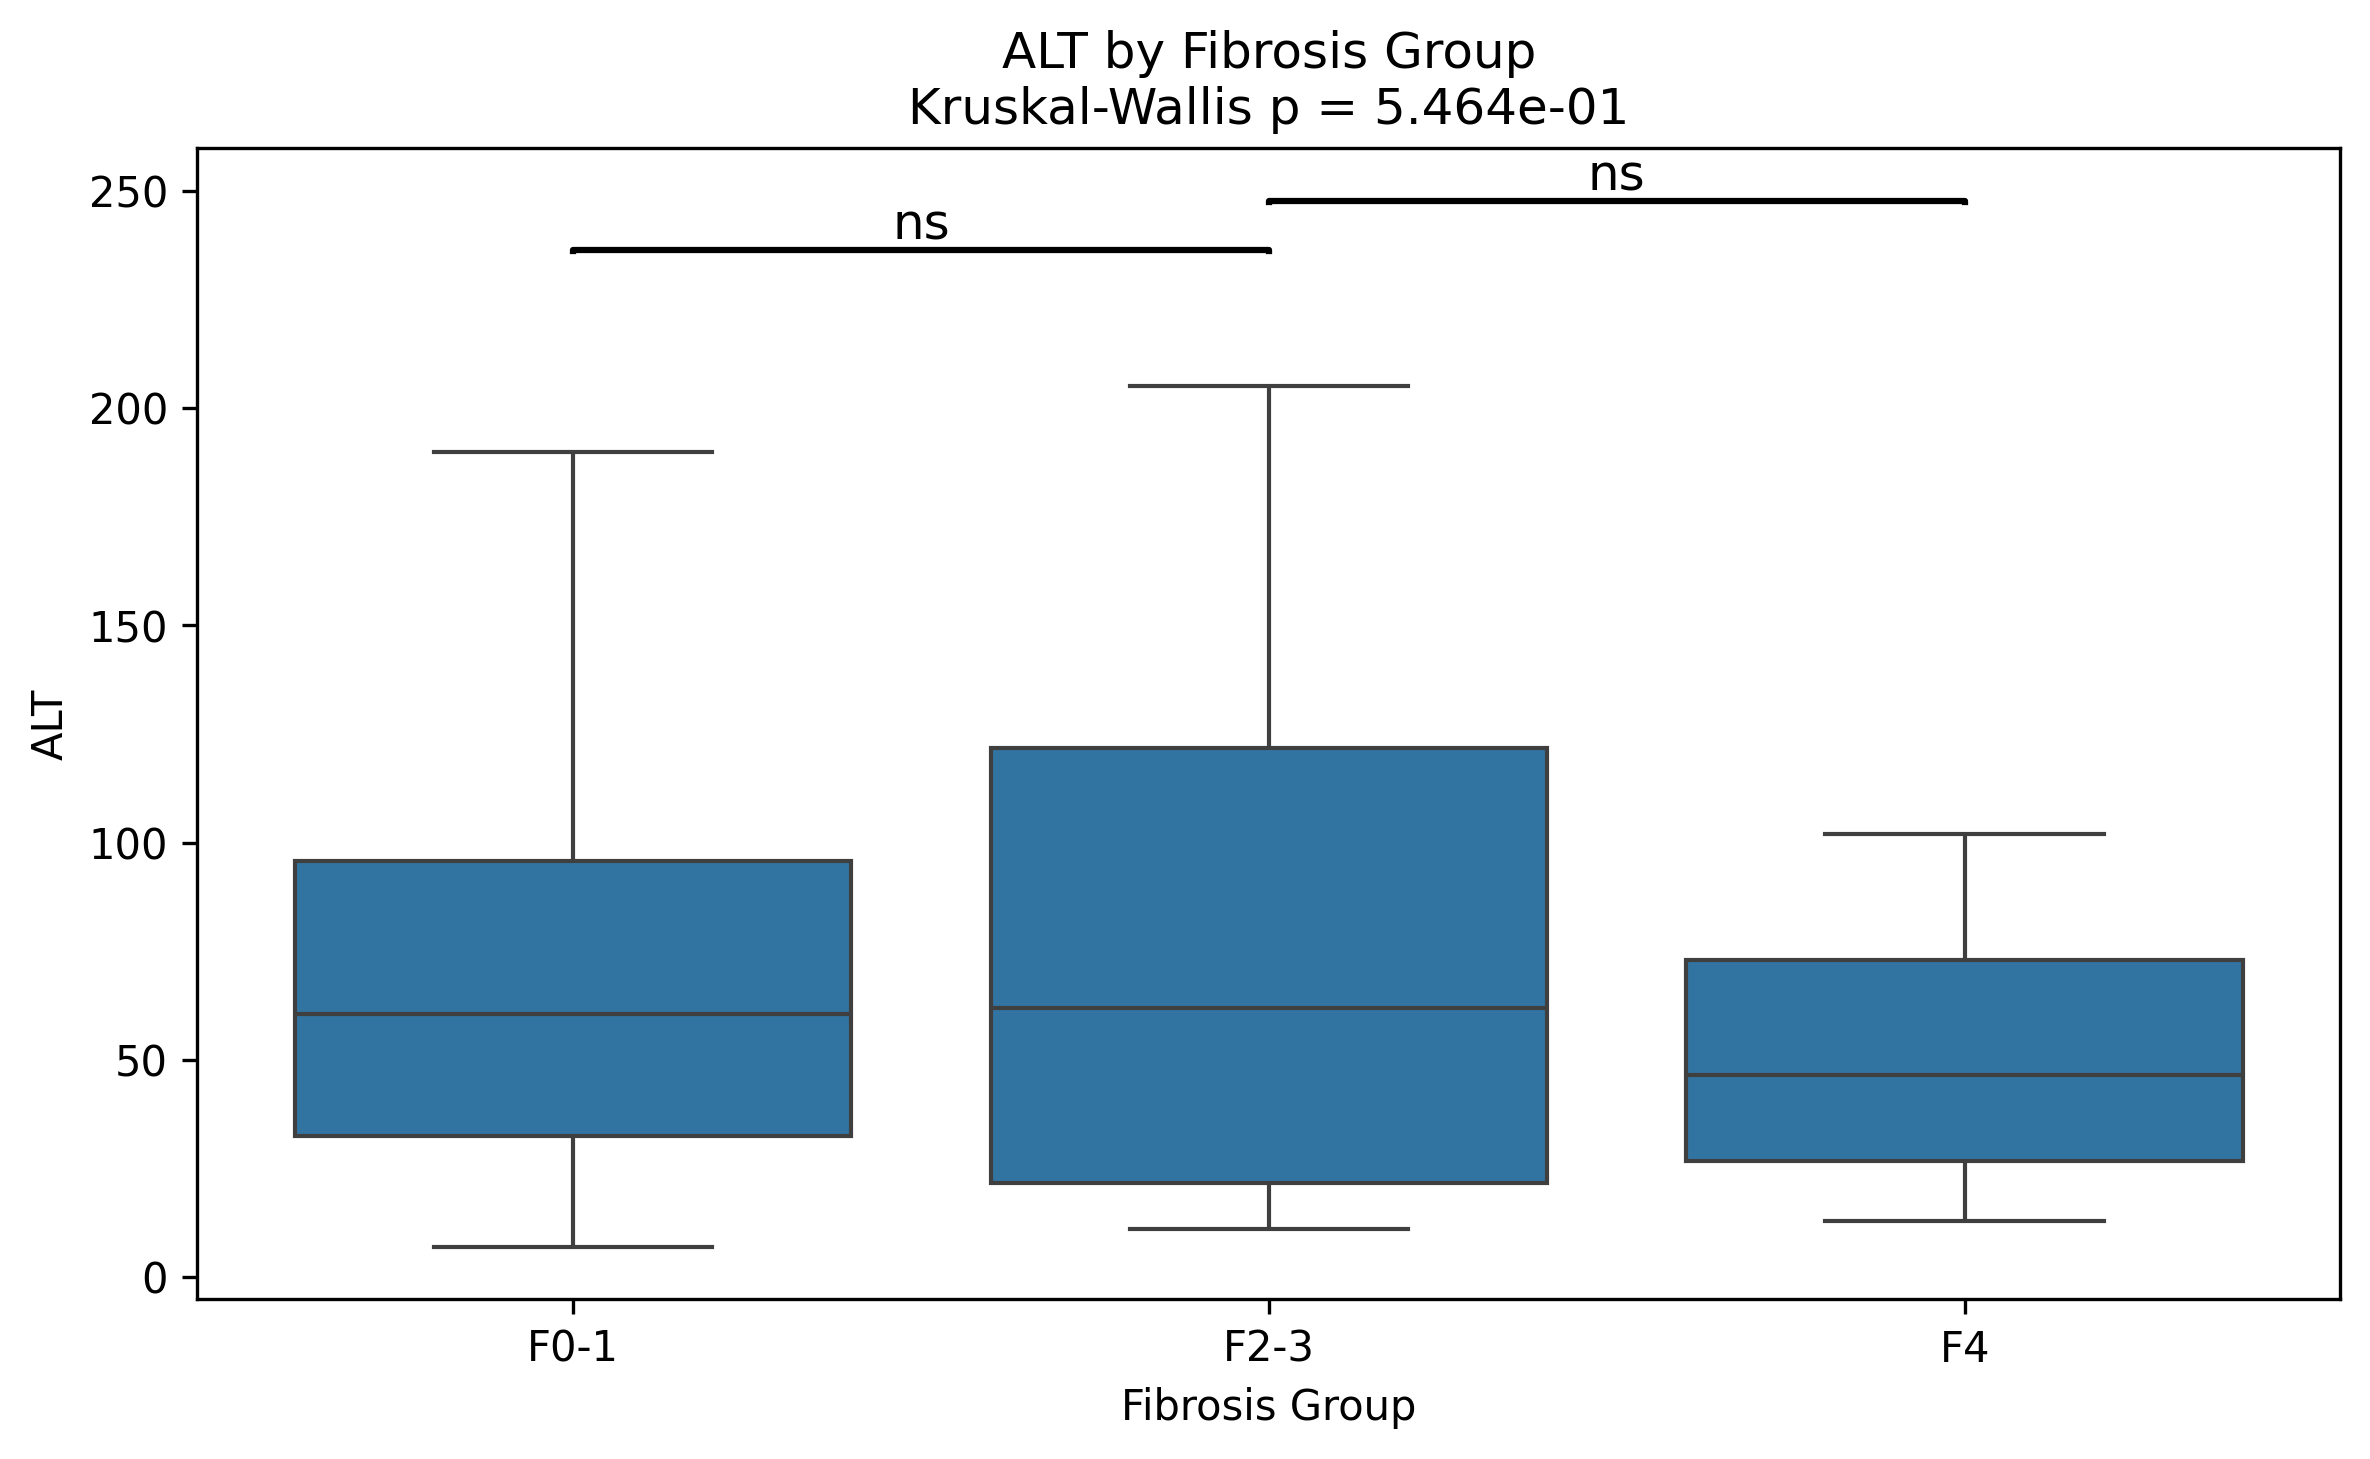 ALT by Fibrosis Group
Kruskal-Wallis p = 5.464e-01
ns
ns
250
200
150
100
50
0
ALT
F0-1
F2-3
F4
Fibrosis Group